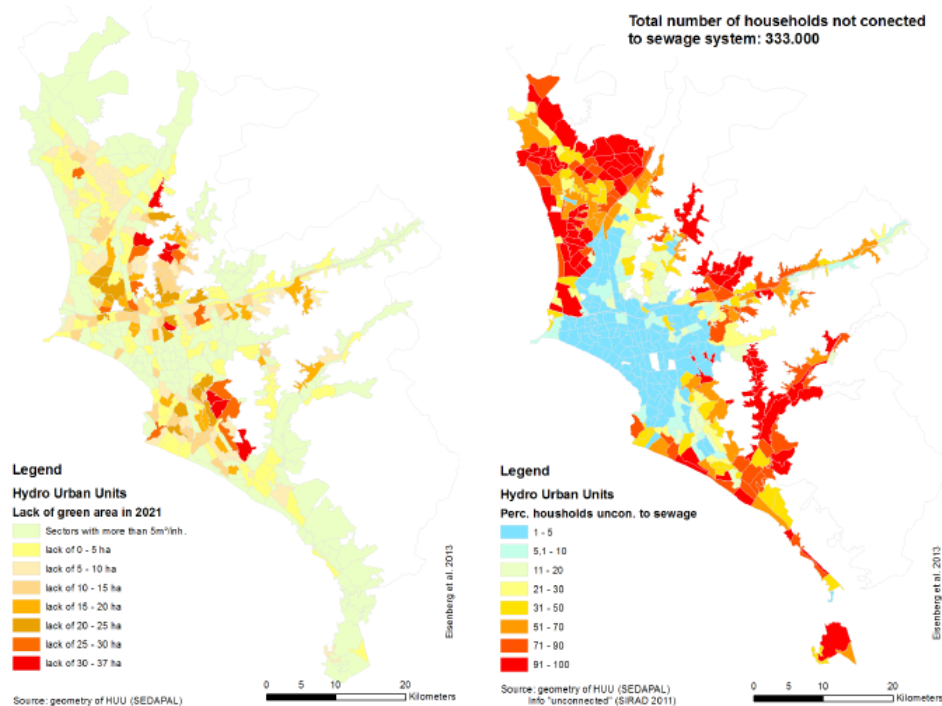 Legend
Hydro Urban Units
Lack of green area in 2021
Sectors with more than 5m²/inh.
lack of 0 - 5 ha
lack of 5 - 10 ha
lack of 10 - 15 ha
lack of 15 - 20 ha
lack of 20 - 25 ha
lack of 25 - 30 ha
lack of 30 - 37 ha
Source: geometry of HUU (SEDAPAL)
0 5 10 20
Kilometers
Eisenberg et al. 2013
Total number of households not conected
to sewage system: 333.000
Legend
Hydro Urban Units
Perc. housholds uncon. to sewage
1 - 5
5,1 - 10
11 - 20
21 - 30
31 - 50
51 - 70
71 - 90
91 - 100
Source: geometry of HUU (SEDAPAL)
Info "unconnected" (SIRAD 2011)
0 5 10 20
Kilometers
Eisenberg et al. 2013